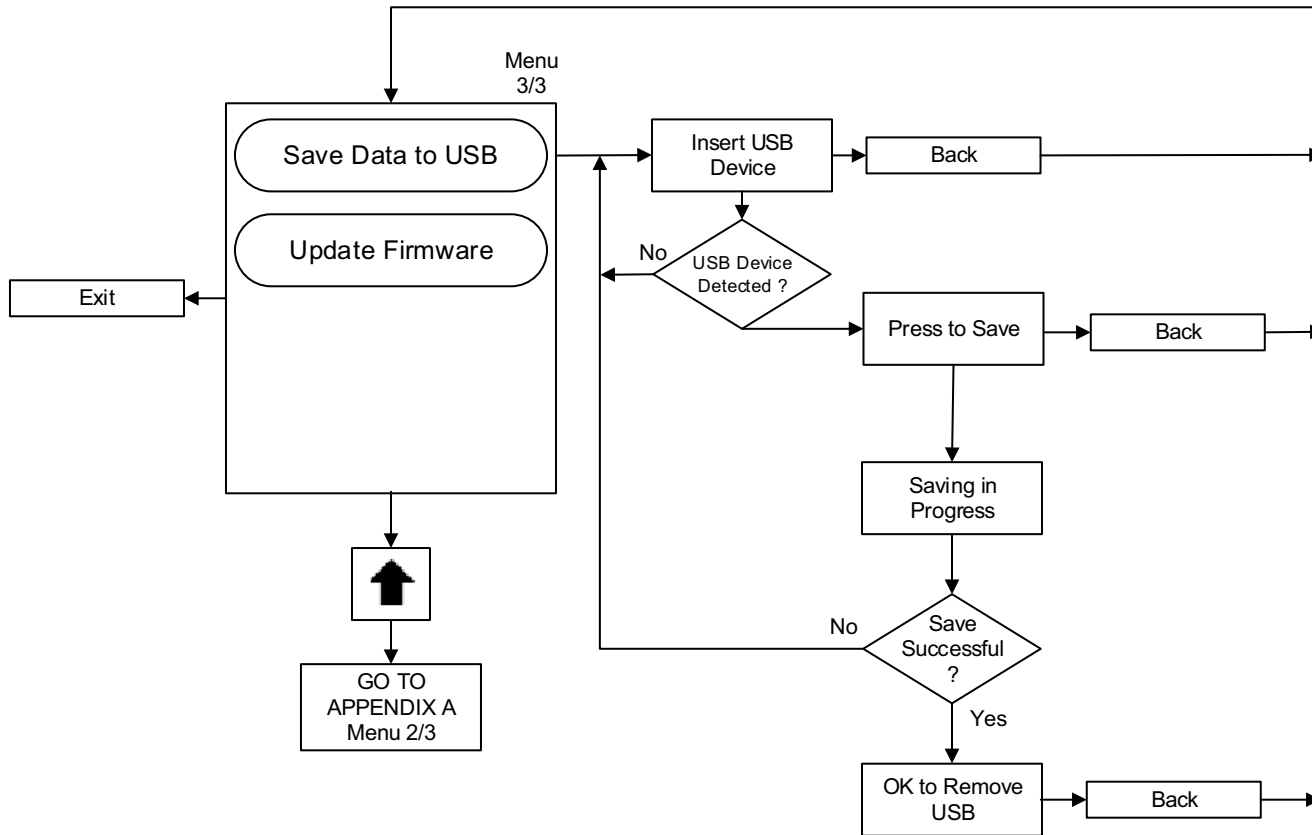 Menu
3/3
Save Data to USB
Insert USB
Device
Back
Update Firmware
No
USB Device
Detected ?
Exit
Press to Save
Back
Saving in
Progress
No
Save
Successful
?
GO TO
APPENDIX A
Menu 2/3
Yes
OK to Remove
USB
Back